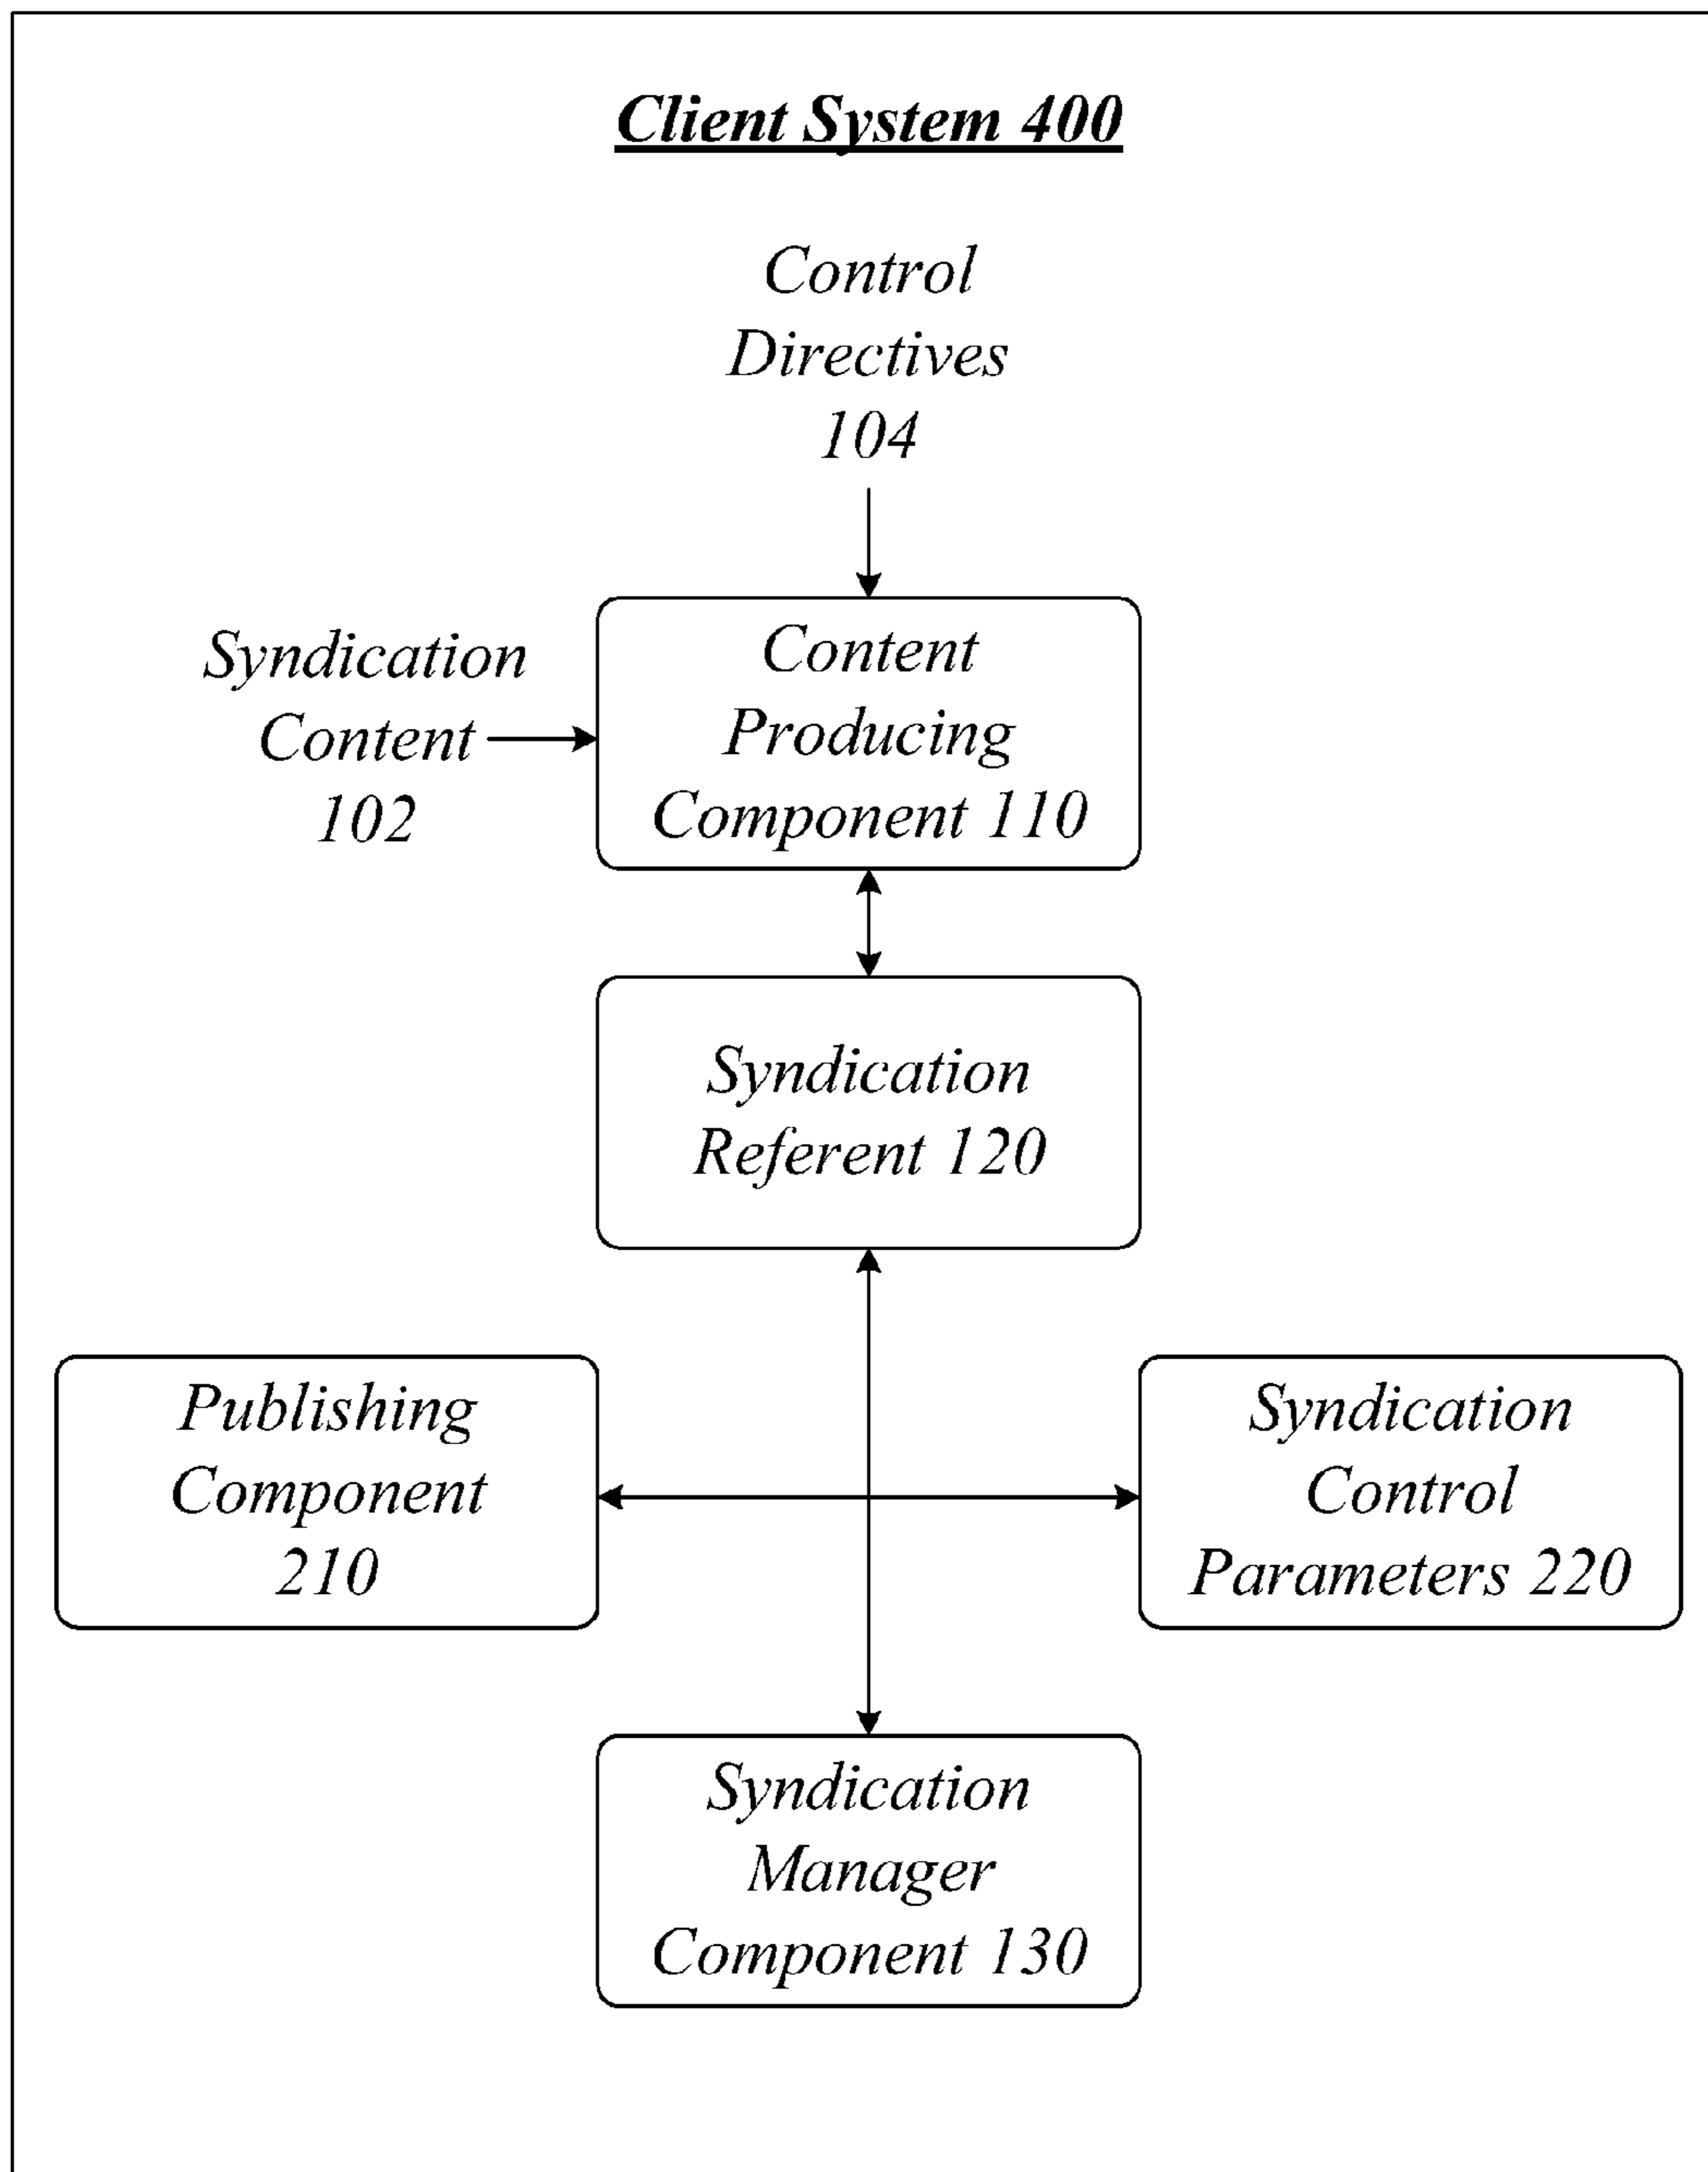 Client System 400
Control
Directives
104
Syndication
Content
102
Content
Producing
Component 110
Syndication
Referent 120
Publishing
Component
210
Syndication
Control
Parameters 220
Syndication
Manager
Component 130